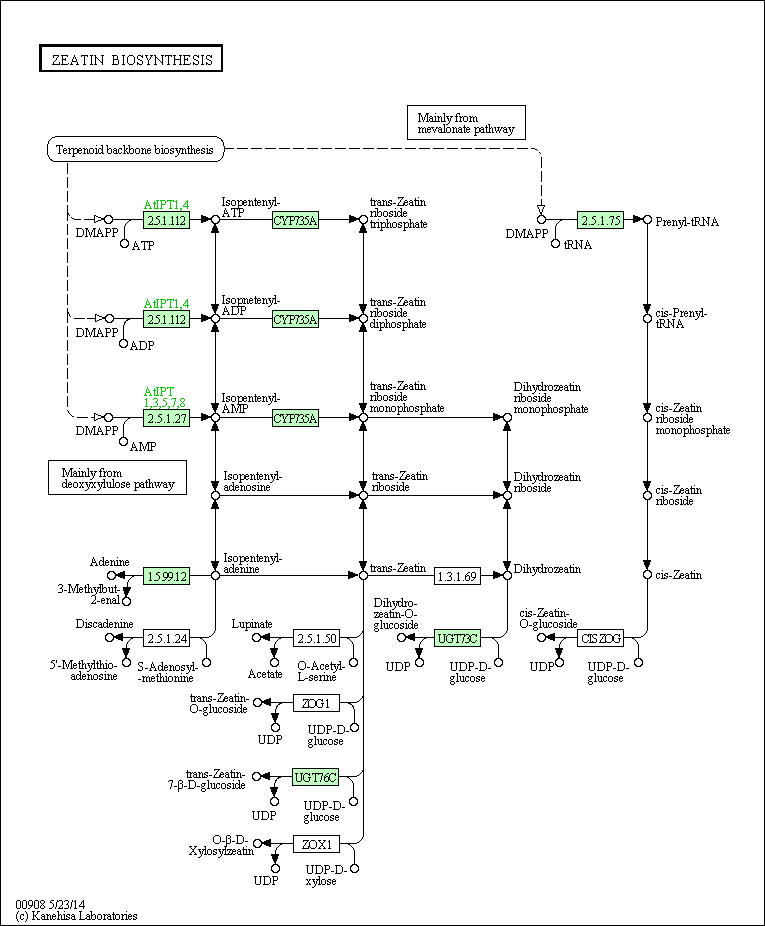 ZEATIN BIOSYNTHESIS
Mainly from
mevalonate pathway
Terpenoid backbone biosynthesis
AtIPT1,4
2.5.1.112
DMAPP
ATP
Isopentenyl-
ATP
CYP735A
trans-Zeatin
riboside
triphosphate
DMAPP
tRNA
2.5.1.75
Prenyl-tRNA
AtIPT1,4
2.5.1.112
DMAPP
ADP
Isopnetenyl-
ADP
CYP735A
trans-Zeatin
riboside
diphosphate
cis-Prenyl-
tRNA
AtIPT
1,3,5,7,8
2.5.1.27
DMAPP
AMP
Isopentenyl-
AMP
CYP735A
trans-Zeatin
riboside
monophosphate
Dihydrozeatin
riboside
monophosphate
cis-Zeatin
riboside
monophosphate
Mainly from
deoxyxylulose pathway
Isopentenyl-
adenosine
trans-Zeatin
riboside
Dihydrozeatin
riboside
cis-Zeatin
riboside
Adenine
1.5.99.12
3-Methylbut-
2-enal
Isopentenyl-
adenine
trans-Zeatin
1.3.1.69
Dihydrozeatin
cis-Zeatin
Discadenine
2.5.1.24
5'-Methylthio-
adenosine
S-Adenosyl-
-methionine
Lupinate
2.5.1.50
Acetate
O-Acetyl-
L-serine
Dihydro-
zeatin-O-
glucoside
UGT73C
UDP
UDP-D-
glucose
cis-Zeatin-
O-glucoside
CISZOG
UDP
UDP-D-
glucose
trans-Zeatin-
O-glucoside
ZOG1
UDP
UDP-D-
glucose
trans-Zeatin-
7-β-D-glucoside
UGT76C
UDP
UDP-D-
glucose
O-β-D-
Xylosylzeatin
ZOX1
UDP
UDP-D-
xylose
00908 5/23/14
(c) Kanehisa Laboratories